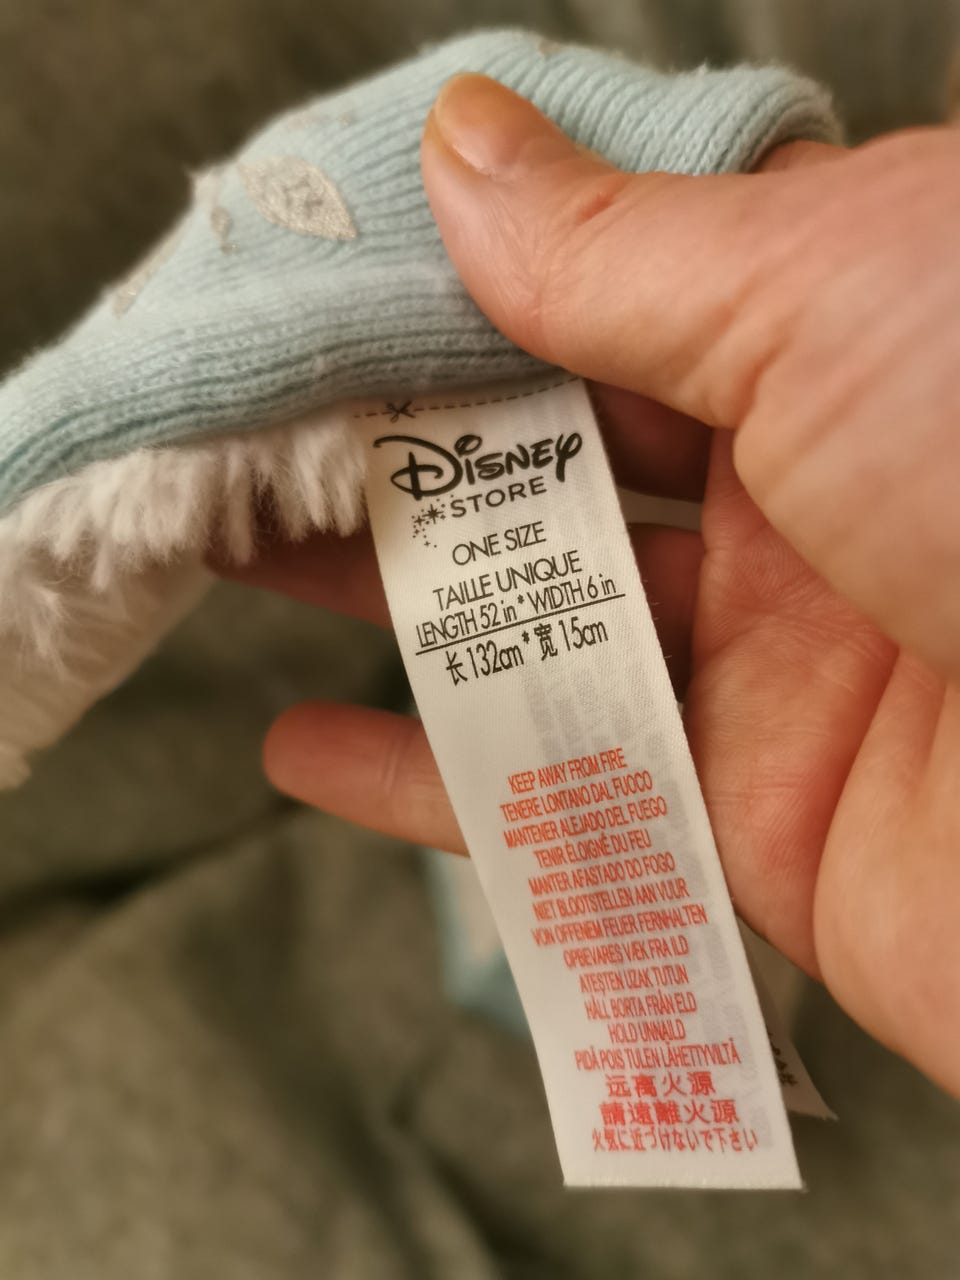 DISNEY
STORE
ONE SIZE
TAILLE UNIQUE
LENGTH 52 in * WIDTH 6 in
长 132cm * 宽 15cm
KEEP AWAY FROM FIRE
TENERE LONTANO DAL FUOCO
MANTENER ALEJADO DEL FUEGO
TENIR ÉLOIGNÉ DU FEU
MANTER AFASTADO DO FOGO
NIET BLOOTSTELLEN AAN VUUR
VON OFFENEM FEUER FERNHALTEN
OPBEVARES VÆK FRA ILD
ATEŞTEN UZAK TUTUN
HÅLL BORTA FRÅN ELD
HOLD UNNA ILD
PIDÄ POIS TULEN LÄHETTYVILTÄ
远离火源
請遠離火源
火気に近づけないで下さい